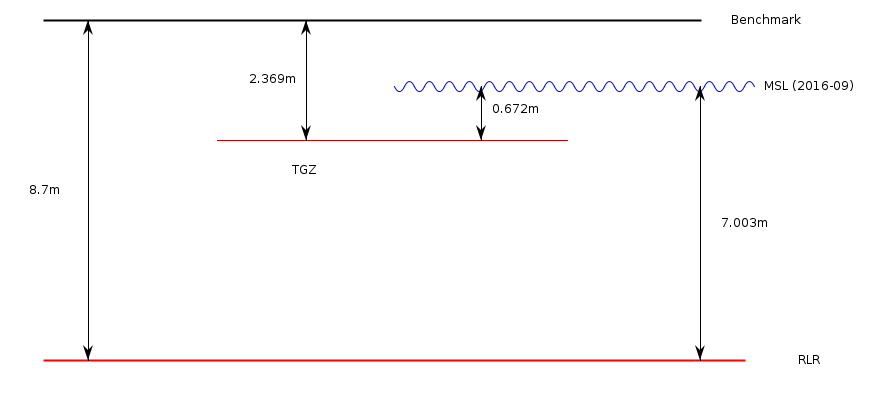 Benchmark
2.369m
MSL (2016-09)
0.672m
TGZ
8.7m
7.003m
RLR